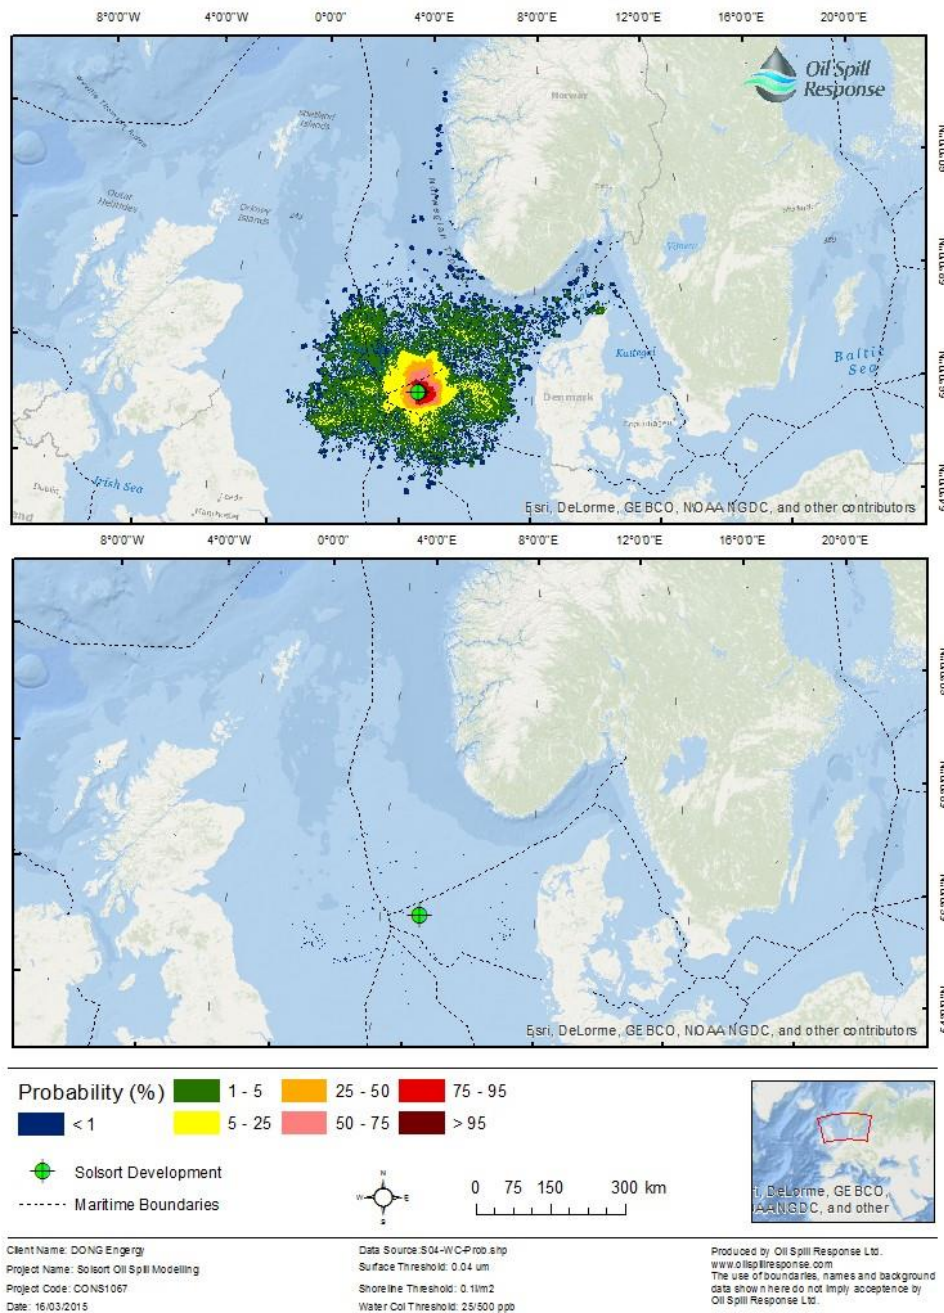 8°0'0"W 4°0'0"W 0°0'0" 4°0'0"E 8°0'0"E 12°0'0"E 16°0'0"E 20°0'0"E
Oil Spill
Response
Norway
Shetland
Islands
Outer
Hebrides
Orkney
Islands
Vänern
Baltic
Sea
Kattegat
Denmark
Copenhagen
Dublin
Irish Sea
Leeds
Manchester
Esri, DeLorme, GEBCO, NOAA NGDC, and other contributors
8°0'0"W 4°0'0"W 0°0'0" 4°0'0"E 8°0'0"E 12°0'0"E 16°0'0"E 20°0'0"E
Esri, DeLorme, GEBCO, NOAA NGDC, and other contributors
Probability (%)
< 1
1 - 5
5 - 25
25 - 50
50 - 75
75 - 95
> 95
Solsort Development
Maritime Boundaries
N
W E
S
0 75 150 300 km
i, DeLorme, GEBCO,
AANGDC, and other
Client Name: DONG Engergy
Project Name: Solsort Oil Spill Modelling
Project Code: CONS1067
Date: 16/03/2015
Data Source:S04-WC-Prob.shp
Surface Threshold: 0.04 um
Shoreline Threshold: 0.1l/m2
Water Col Threshold: 25/500 ppb
Produced by Oil Spill Response Ltd.
www.oilspillresponse.com
The use of boundaries, names and background
data shown here do not imply acceptence by
Oil Spill Response Ltd.